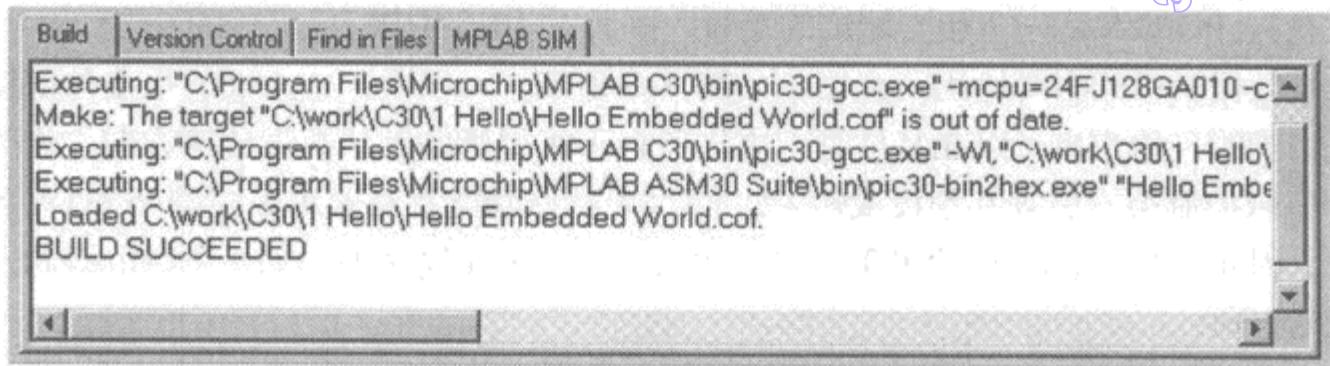 Build Version Control Find in Files MPLAB SIM
Executing: "C:\Program Files\Microchip\MPLAB C30\bin\pic30-gcc.exe" -mcpu=24FJ128GA010 -c
Make: The target "C:\work\C30\1 Hello\Hello Embedded World.cof" is out of date.
Executing: "C:\Program Files\Microchip\MPLAB C30\bin\pic30-gcc.exe" -Wl,"C:\work\C30\1 Hello\
Executing: "C:\Program Files\Microchip\MPLAB ASM30 Suite\bin\pic30-bin2hex.exe" "Hello Embe
Loaded C:\work\C30\1 Hello\Hello Embedded World.cof.
BUILD SUCCEEDED